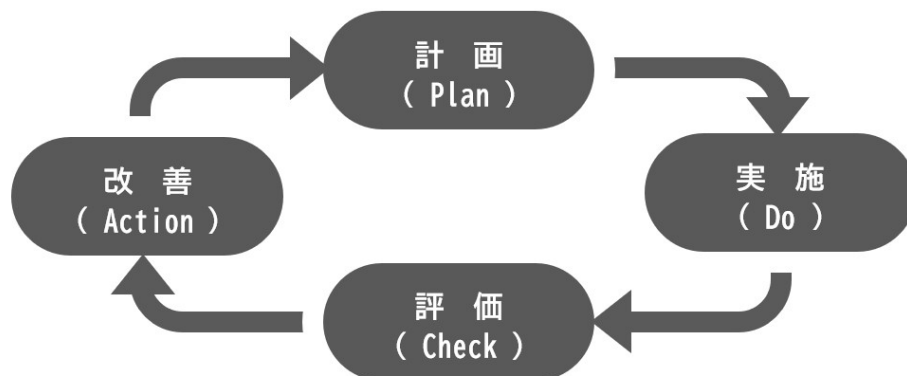 計　画
( Plan )
実　施
( Do )
評　価
( Check )
改　善
( Action )